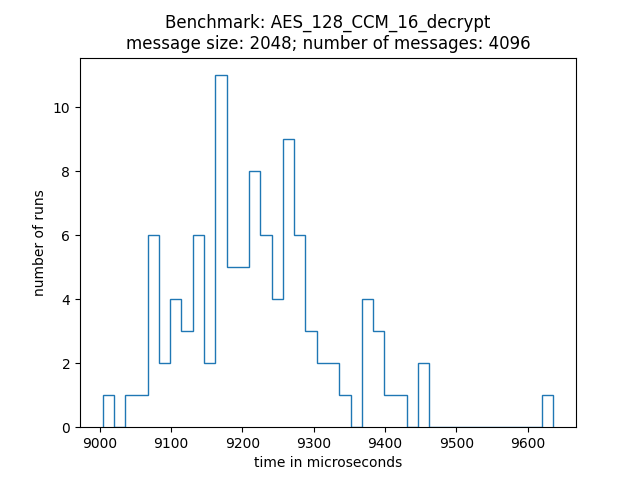 Benchmark: AES_128_CCM_16_decrypt
message size: 2048; number of messages: 4096
10
8
6
4
2
0
number of runs
9000 9100 9200 9300 9400 9500 9600
time in microseconds